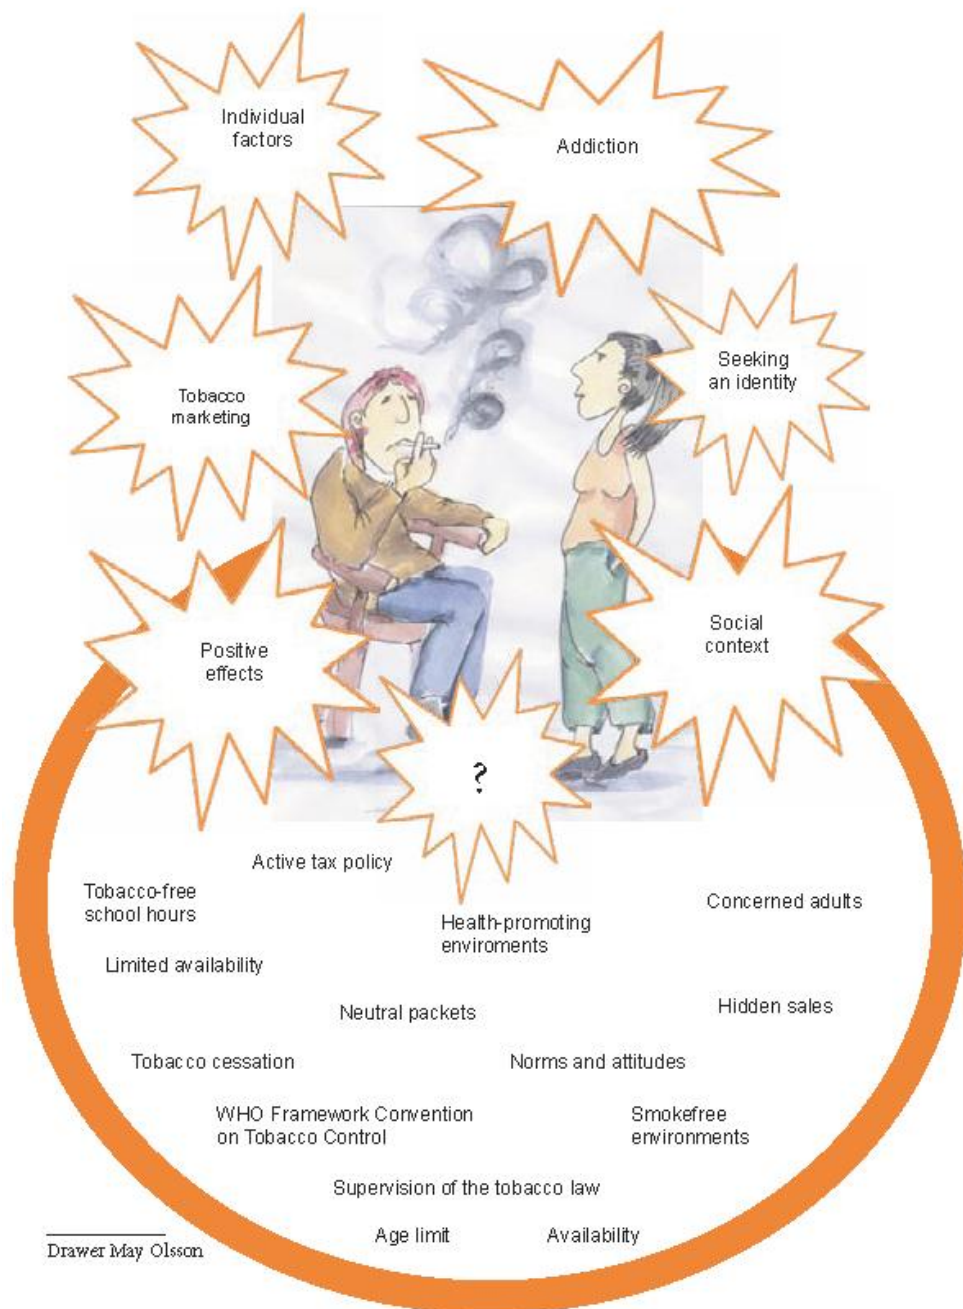 Individual
factors
Addiction
Tobacco
marketing
Seeking
an identity
Positive
effects
Social
context
?
Active tax policy
Tobacco-free
school hours
Health-promoting
enviroments
Concerned adults
Limited availability
Neutral packets
Hidden sales
Tobacco cessation
Norms and attitudes
WHO Framework Convention
on Tobacco Control
Smokefree
environments
Supervision of the tobacco law
Age limit
Availability
Drawer May Olsson